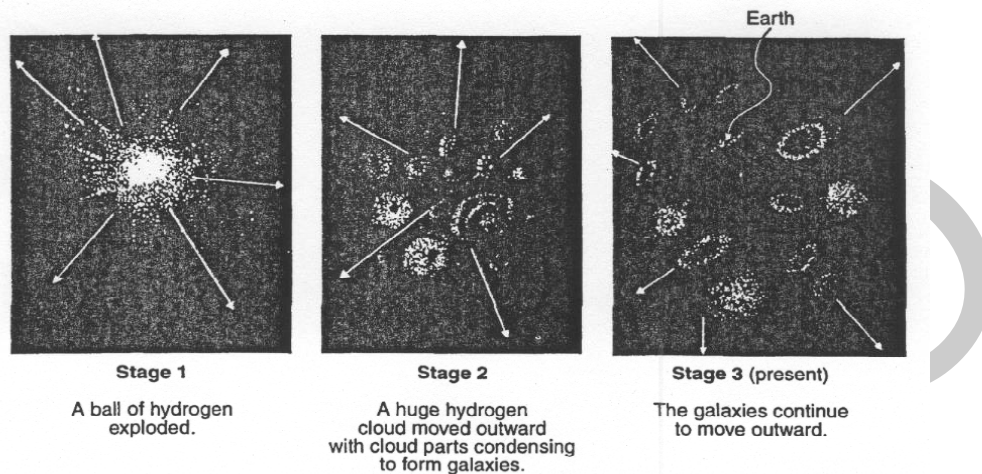 Earth
Stage 1
A ball of hydrogen
exploded.
Stage 2
A huge hydrogen
cloud moved outward
with cloud parts condensing
to form galaxies.
Stage 3 (present)
The galaxies continue
to move outward.